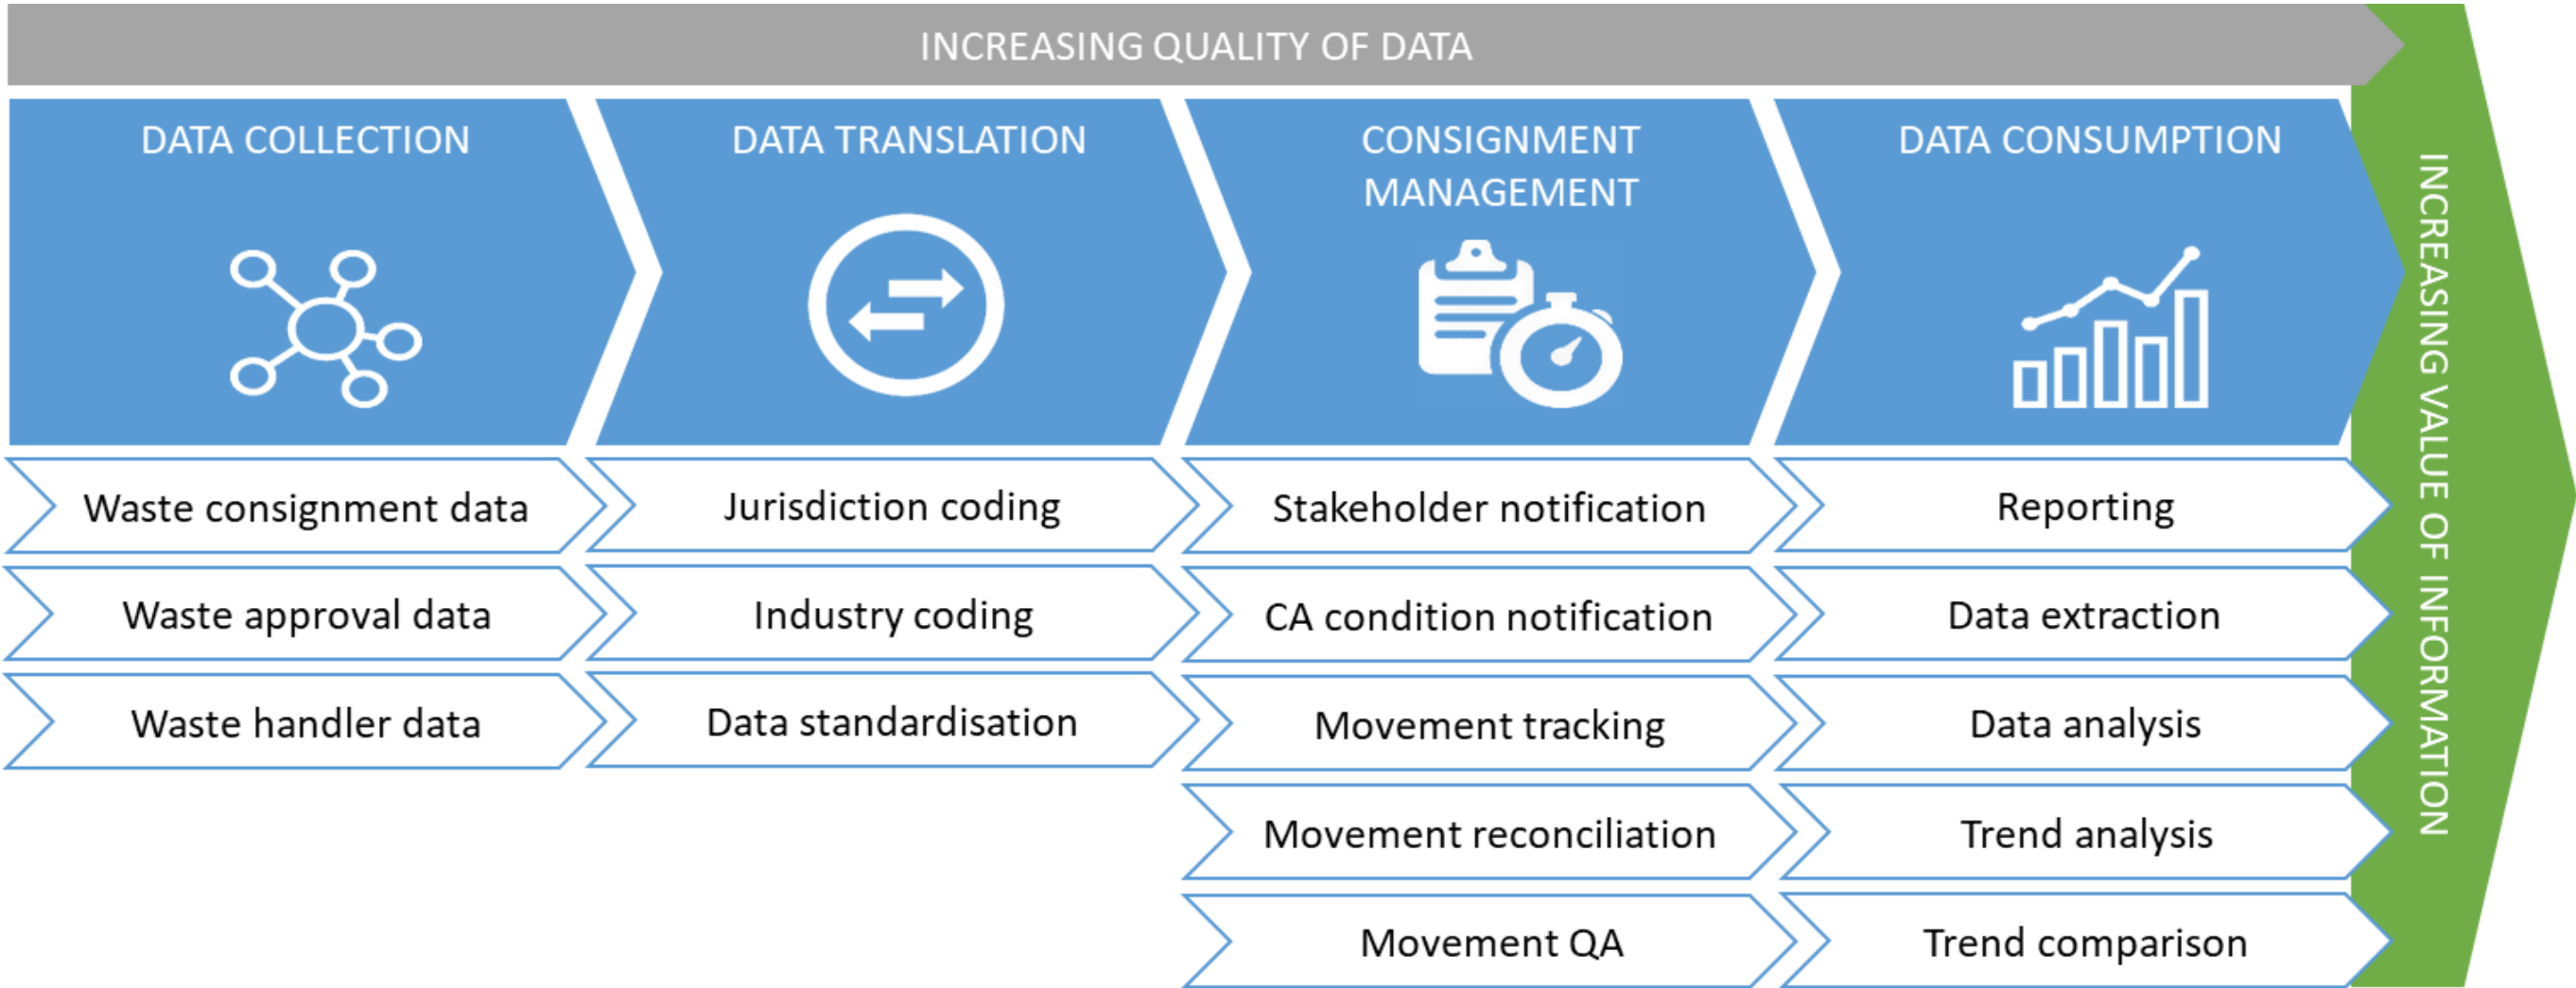 INCREASING QUALITY OF DATA
DATA COLLECTION
DATA TRANSLATION
CONSIGNMENT
MANAGEMENT
DATA CONSUMPTION
INCREASING VALUE OF INFORMATION
Waste consignment data
Jurisdiction coding
Stakeholder notification
Reporting
Waste approval data
Industry coding
CA condition notification
Data extraction
Waste handler data
Data standardisation
Movement tracking
Data analysis
Movement reconciliation
Trend analysis
Movement QA
Trend comparison